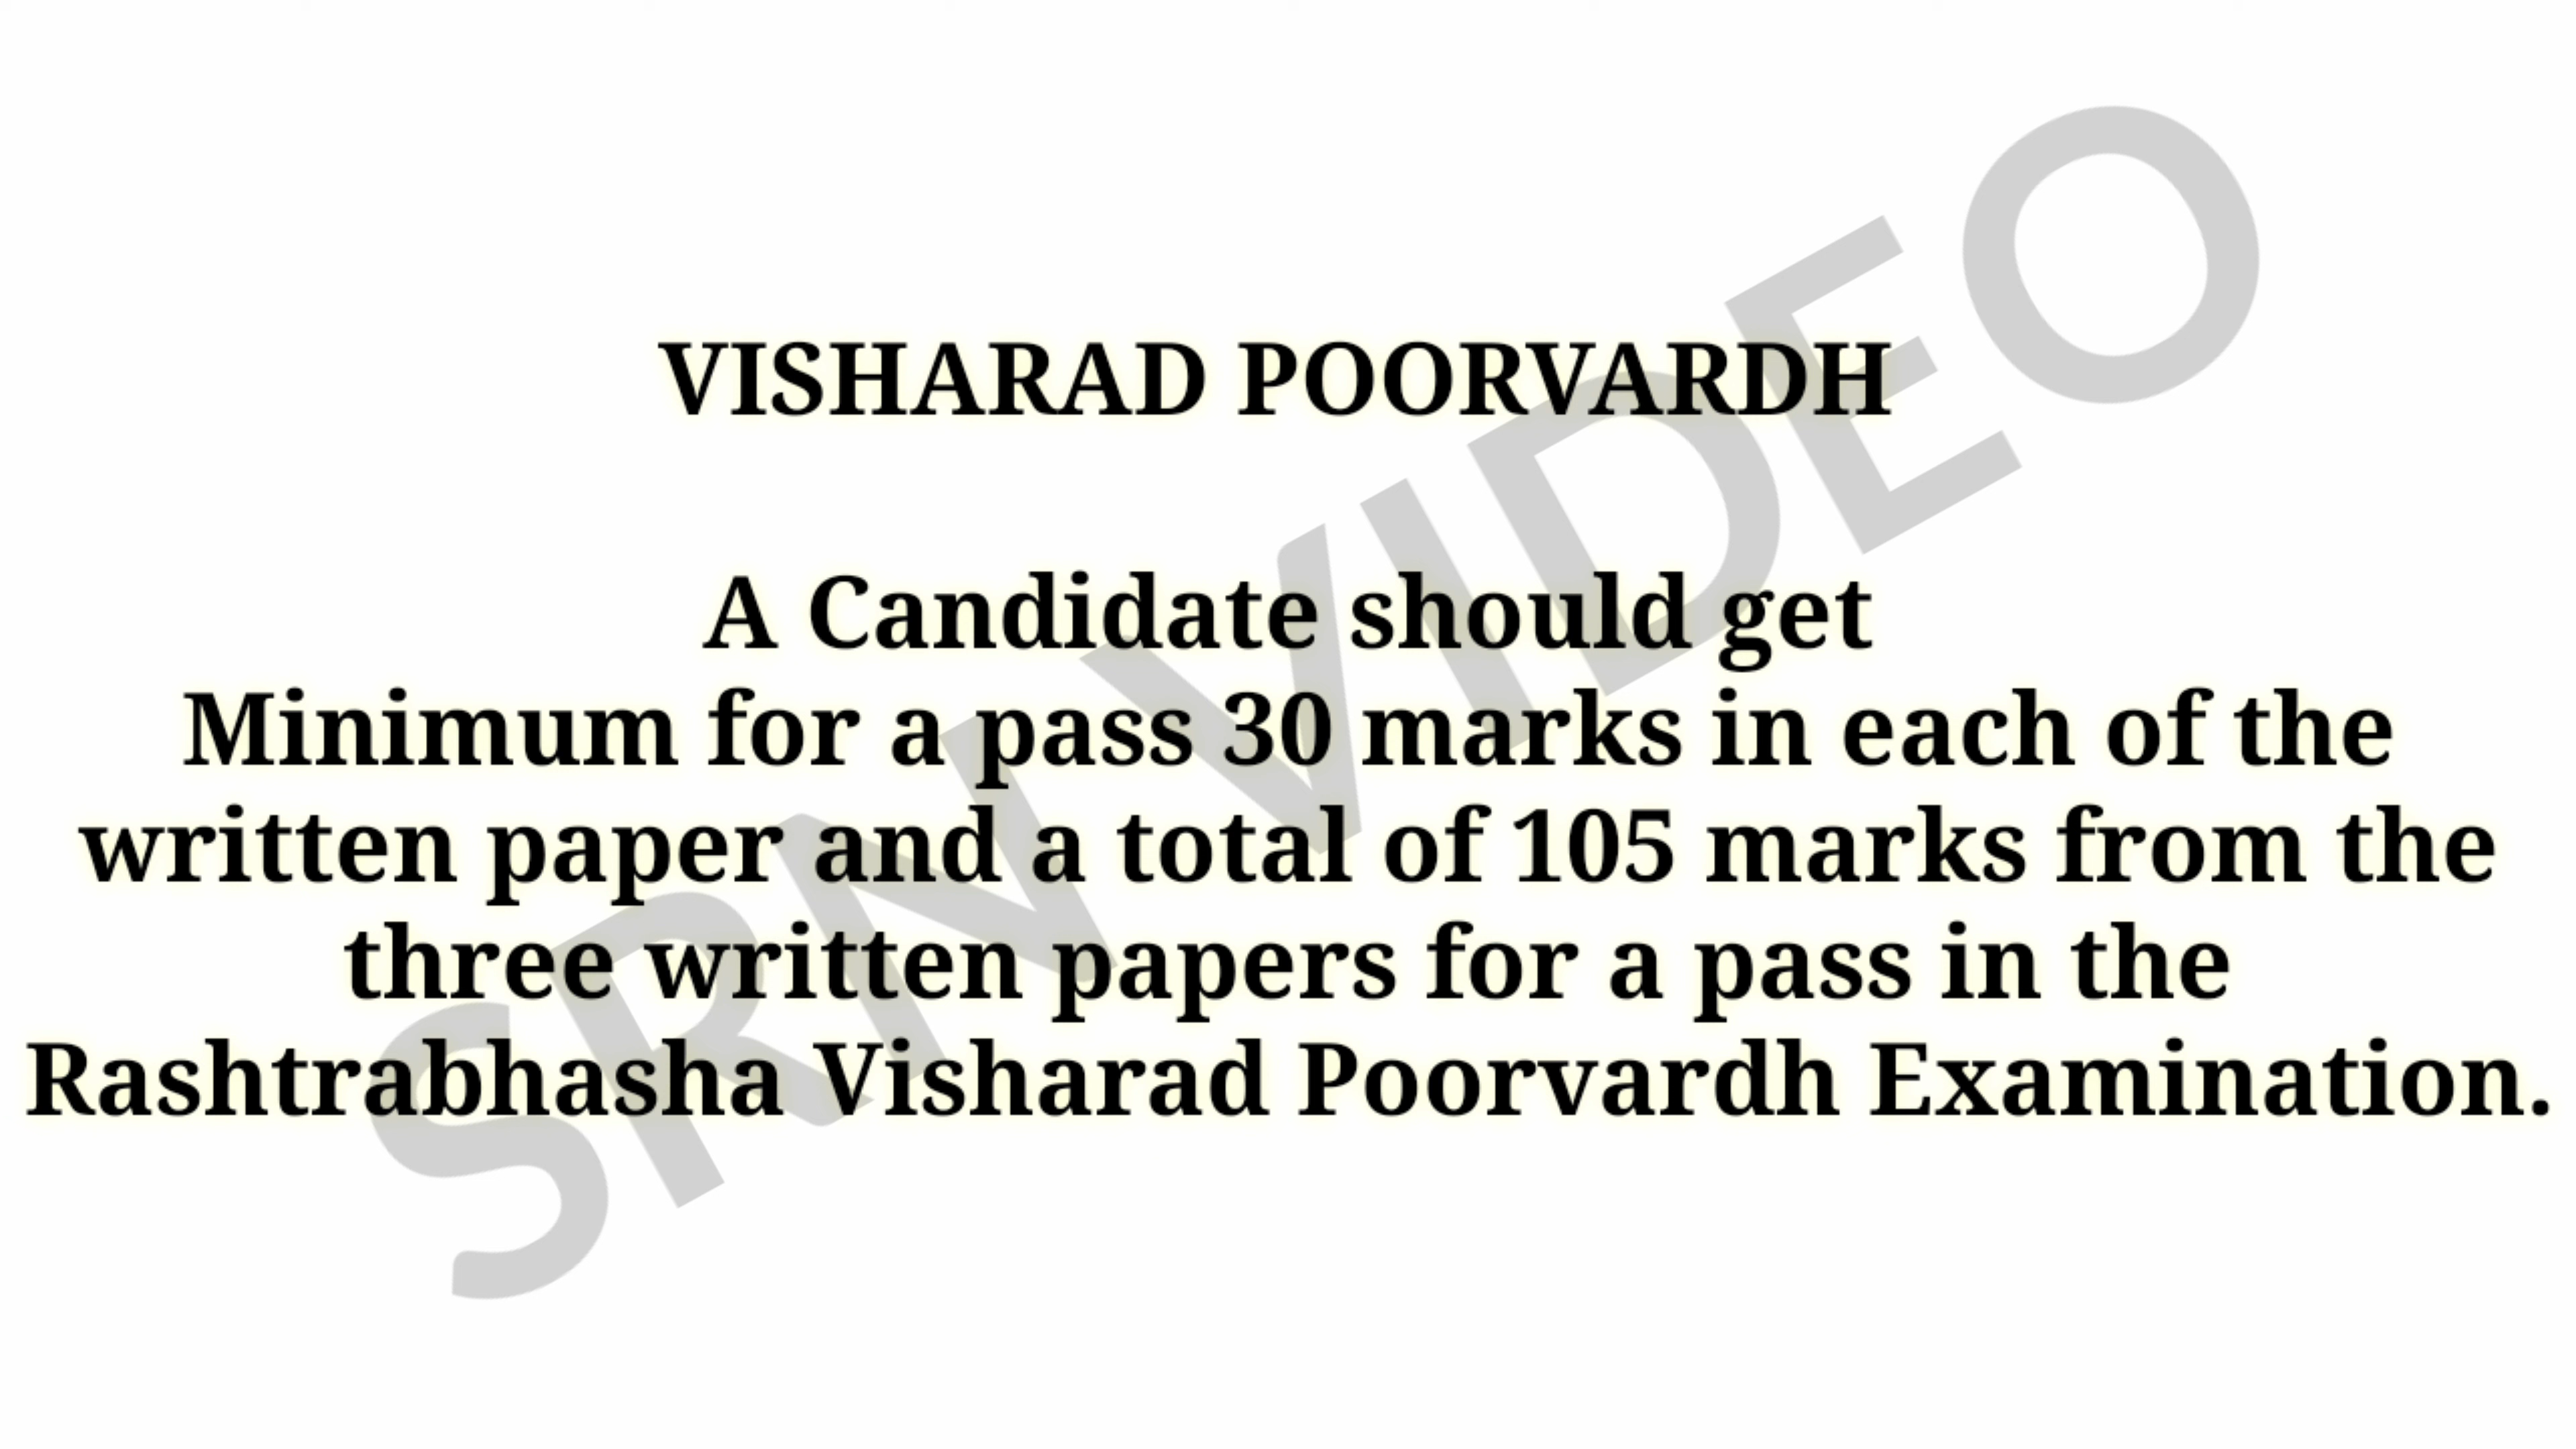 VISHARAD POORVARDH
A Candidate should get
Minimum for a pass 30 marks in each of the
written paper and a total of 105 marks from the
three written papers for a pass in the
Rashtrabhasha Visharad Poorvardh Examination.
SRN VIDEO